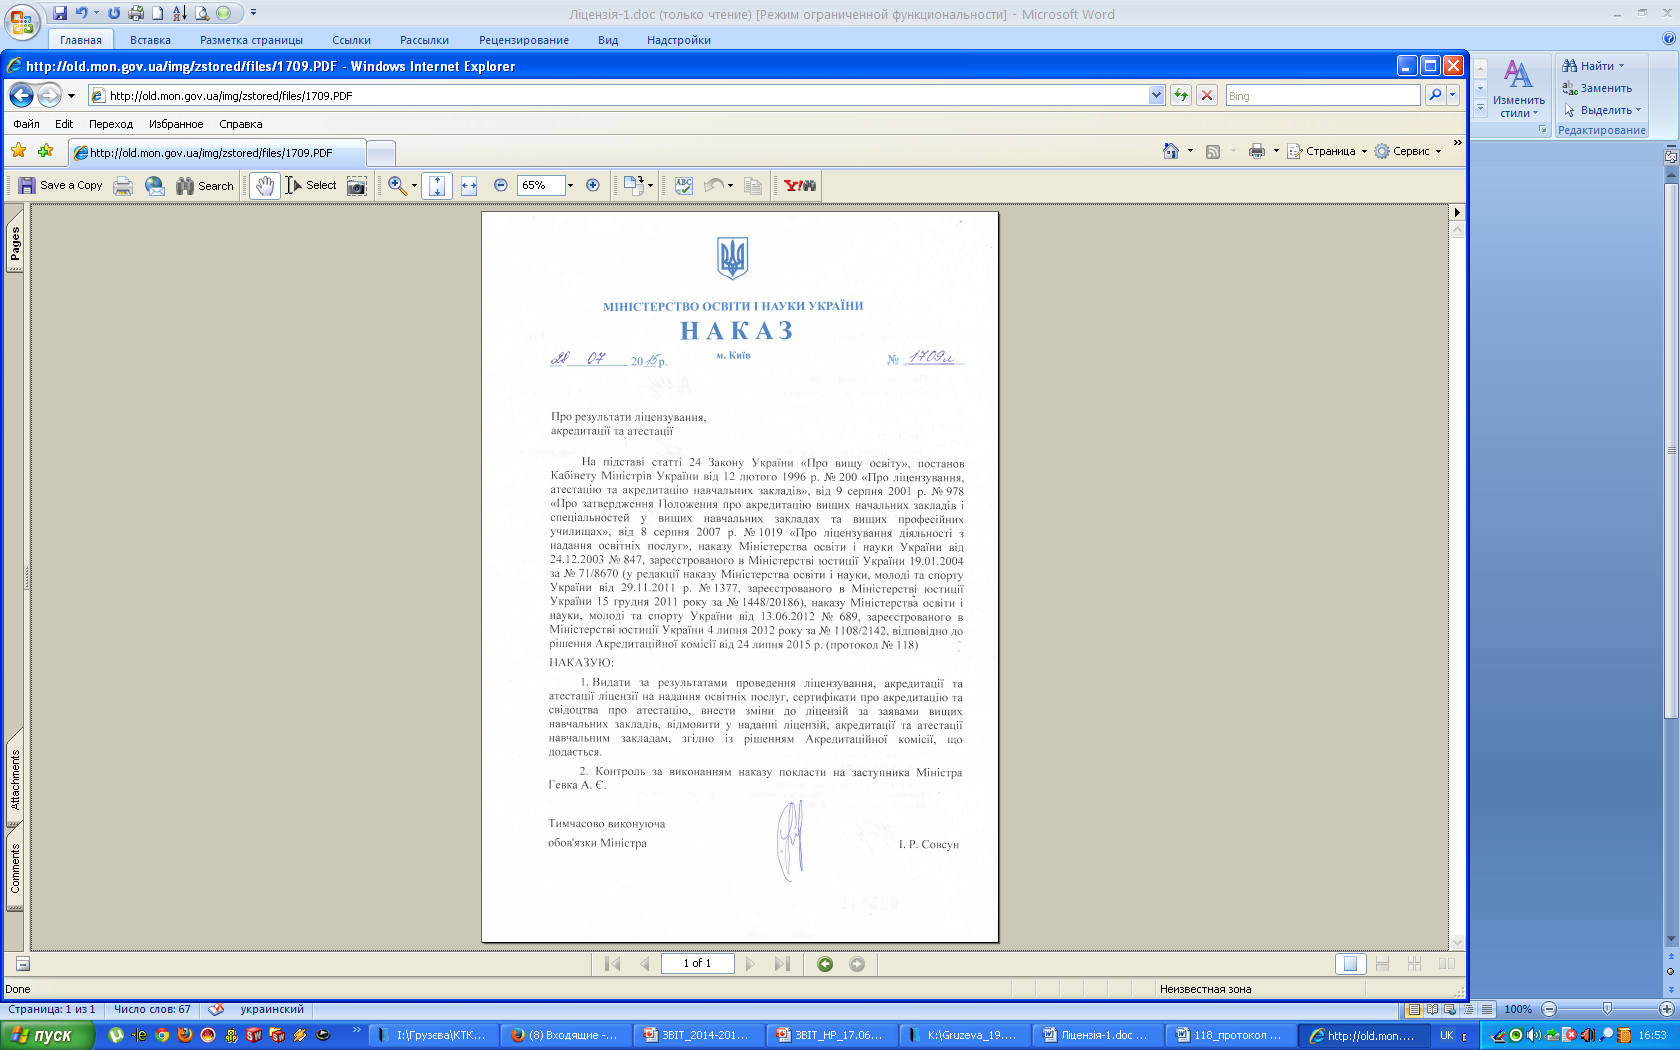 Ліцензія-1.doc (только чтение) [Режим ограниченной функциональности] - Microsoft Word
Главная Вставка Разметка страницы Ссылки Рассылки Рецензирование Вид Надстройки
http://old.mon.gov.ua/img/zstored/files/1709.PDF - Windows Internet Explorer
http://old.mon.gov.ua/img/zstored/files/1709.PDF
Bing
Файл Edit Переход Избранное Справка
http://old.mon.gov.ua/img/zstored/files/1709.PDF
Страница Сервис
Save a Copy Search Select 65%
Найти
Заменить
Выделить
Изменить стили
Редактирование
Pages
Attachments
Comments
МІНІСТЕРСТВО ОСВІТИ І НАУКИ УКРАЇНИ
НАКАЗ
м. Київ
28 07 2015р.
№ 1709л
Про результати ліцензування,
акредитації та атестації
На підставі статті 24 Закону України «Про вищу освіту», постанов
Кабінету Міністрів України від 12 лютого 1996 р. № 200 «Про ліцензування,
атестацію та акредитацію навчальних закладів», від 9 серпня 2001 р. № 978
«Про затвердження Положення про акредитацію вищих начальних закладів і
спеціальностей у вищих навчальних закладах та вищих професійних
училищах», від 8 серпня 2007 р. № 1019 «Про ліцензування діяльності з
надання освітніх послуг», наказу Міністерства освіти і науки України від
24.12.2003 № 847, зареєстрованого в Міністерстві юстиції України 19.01.2004
за № 71/8670 (у редакції наказу Міністерства освіти і науки, молоді та спорту
України від 29.11.2011 р. № 1377, зареєстрованого в Міністерстві юстиції
України 15 грудня 2011 року за № 1448/20186), наказу Міністерства освіти і
науки, молоді та спорту України від 13.06.2012 № 689, зареєстрованого в
Міністерстві юстиції України 4 липня 2012 року за № 1108/2142, відповідно до
рішення Акредитаційної комісії від 24 липня 2015 р. (протокол № 118)
НАКАЗУЮ:
1. Видати за результатами проведення ліцензування, акредитації та
атестації ліцензії на надання освітніх послуг, сертифікати про акредитацію та
свідоцтва про атестацію, внести зміни до ліцензій за заявами вищих
навчальних закладів, відмовити у наданні ліцензій, акредитації та атестації
навчальним закладам, згідно із рішенням Акредитаційної комісії, що
додається.
2. Контроль за виконанням наказу покласти на заступника Міністра
Гевка А. Є.
Тимчасово виконуюча
обов'язки Міністра
І. Р. Совсун
1 of 1
Done
Неизвестная зона
Страница: 1 из 1 Число слов: 67 украинский 100%
пуск
I:\Грузєва\КТК...
(8) Входящие -...
ЗВІТ_2014-201...
ЗВІТ_НР_17.06...
K:\Gruzeva_19....
Ліцензія-1.doc ...
118_протокол ...
http://old.mon....
UK
16:53